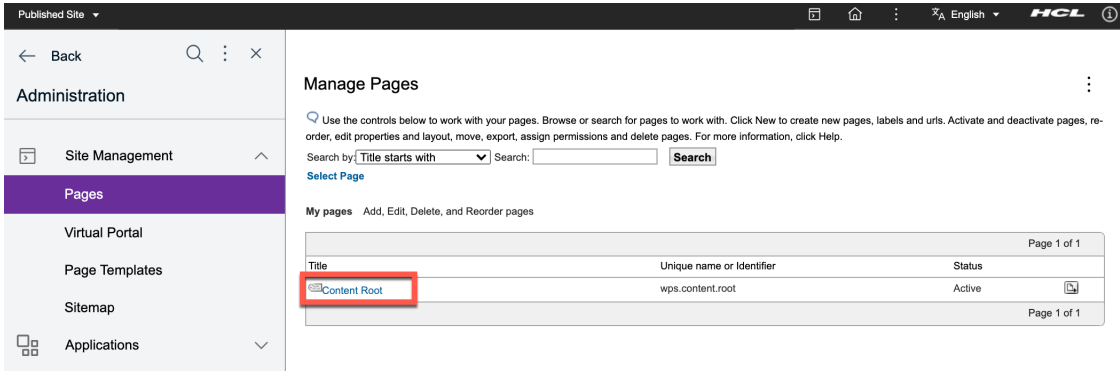 Published Site
English
HCL
Back
Administration
Site Management
Pages
Virtual Portal
Page Templates
Sitemap
Applications
Manage Pages
Use the controls below to work with your pages. Browse or search for pages to work with. Click New to create new pages, labels and urls. Activate and deactivate pages, re-
order, edit properties and layout, move, export, assign permissions and delete pages. For more information, click Help.
Search by: Title starts with Search: Search
Select Page
My pages Add, Edit, Delete, and Reorder pages
Page 1 of 1
Title Unique name or Identifier Status
Content Root wps.content.root Active
Page 1 of 1